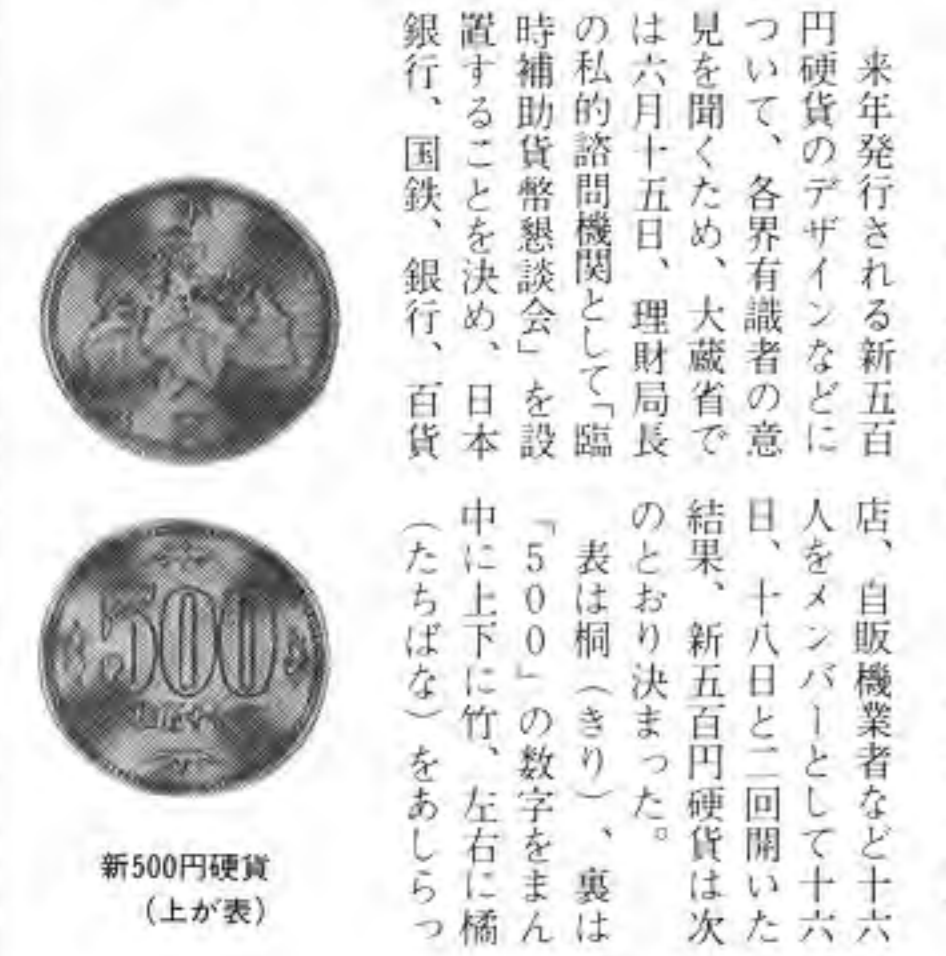 来年発行される新五百
円硬貨のデザインなどに
ついて、各界有識者の意
見を聞くため、大蔵省で
は六月十五日、理財局長
の私的諮問機関として「臨
時補助貨幣懇談会」を設
置することを決め、日本
銀行、国鉄、銀行、百貨
店、自販機業者など十六
人をメンバーとして十六
日、十八日と二回開いた
結果、新五百円硬貨は次
のとおり決まった。
表は桐（きり）、裏は
「500」の数字をまん
中に上下に竹、左右に橘
（たちばな）をあしらっ
500
新500円硬貨
（上が表）